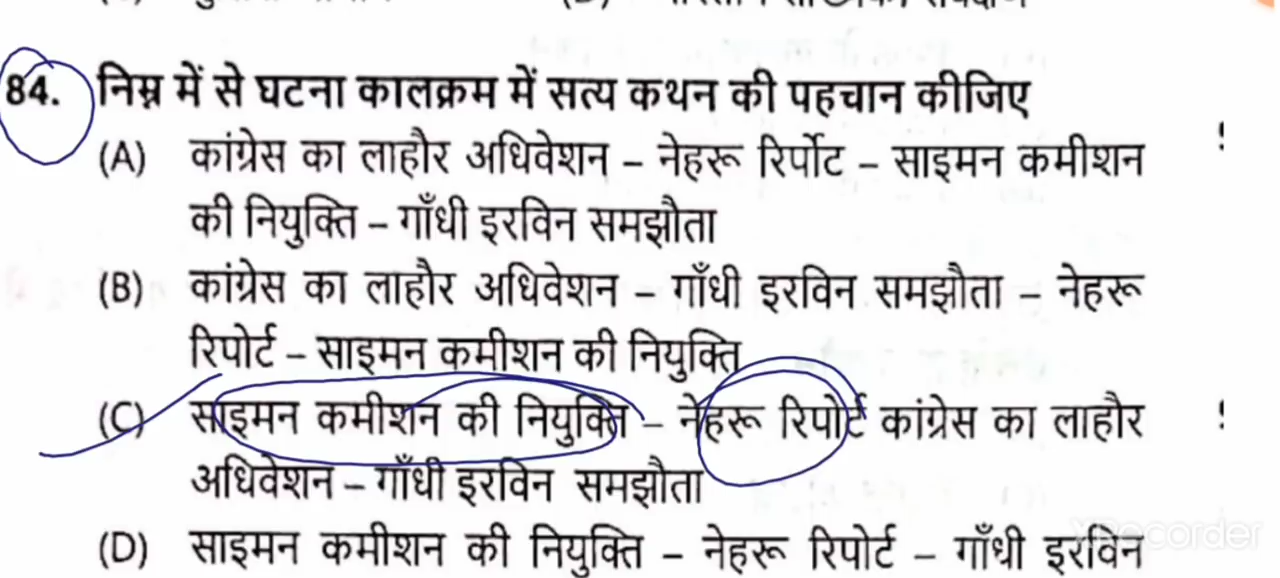 84. निम्न में से घटना कालक्रम में सत्य कथन की पहचान कीजिए
(A) कांग्रेस का लाहौर अधिवेशन – नेहरू रिर्पोट – साइमन कमीशन
की नियुक्ति – गाँधी इरविन समझौता
(B) कांग्रेस का लाहौर अधिवेशन – गाँधी इरविन समझौता – नेहरू
रिपोर्ट – साइमन कमीशन की नियुक्ति
(C) साइमन कमीशन की नियुक्ति – नेहरू रिपोर्ट कांग्रेस का लाहौर
अधिवेशन – गाँधी इरविन समझौता
(D) साइमन कमीशन की नियुक्ति – नेहरू रिपोर्ट – गाँधी इरविन
XRecorder